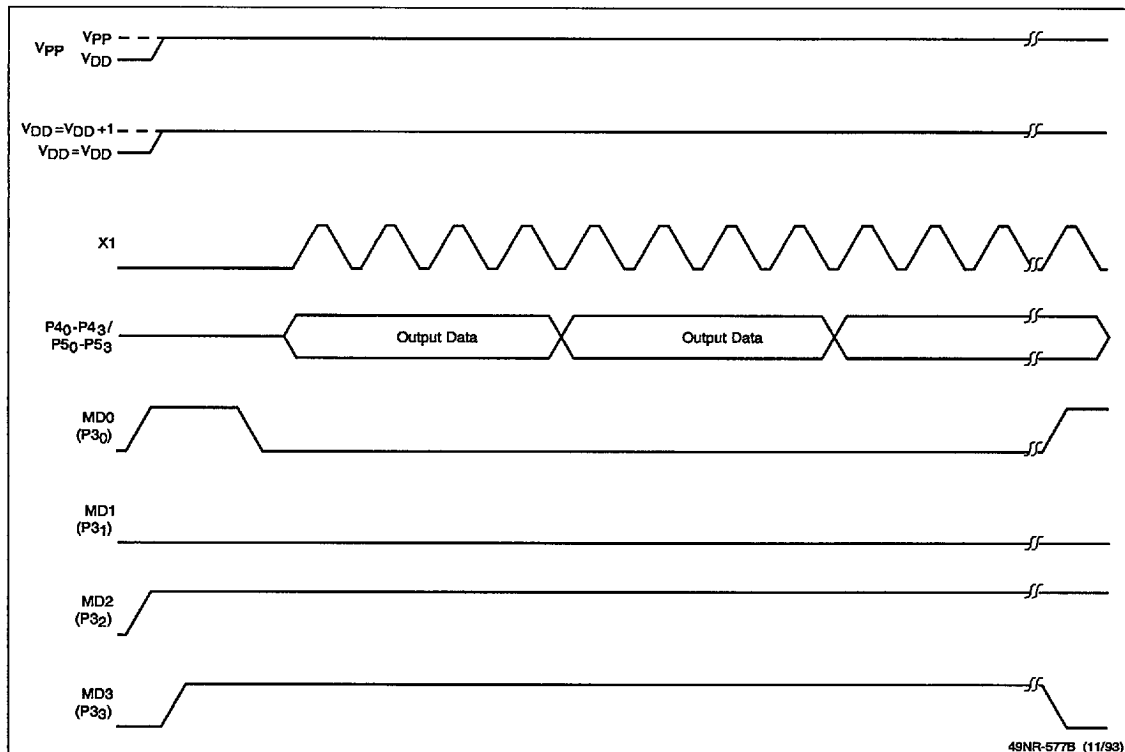 VPP
VPP
VDD
VDD=VDD+1
VDD=VDD
X1
P40-P43/
P50-P53
Output Data
Output Data
MD0
(P30)
MD1
(P31)
MD2
(P32)
MD3
(P33)
49NR-577B (11/93)